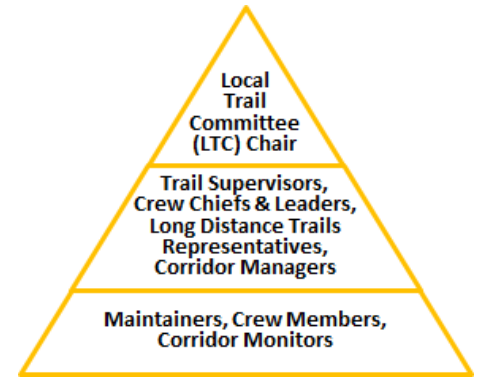 Local
Trail
Committee
(LTC) Chair
Trail Supervisors,
Crew Chiefs & Leaders,
Long Distance Trails
Representatives,
Corridor Managers
Maintainers, Crew Members,
Corridor Monitors